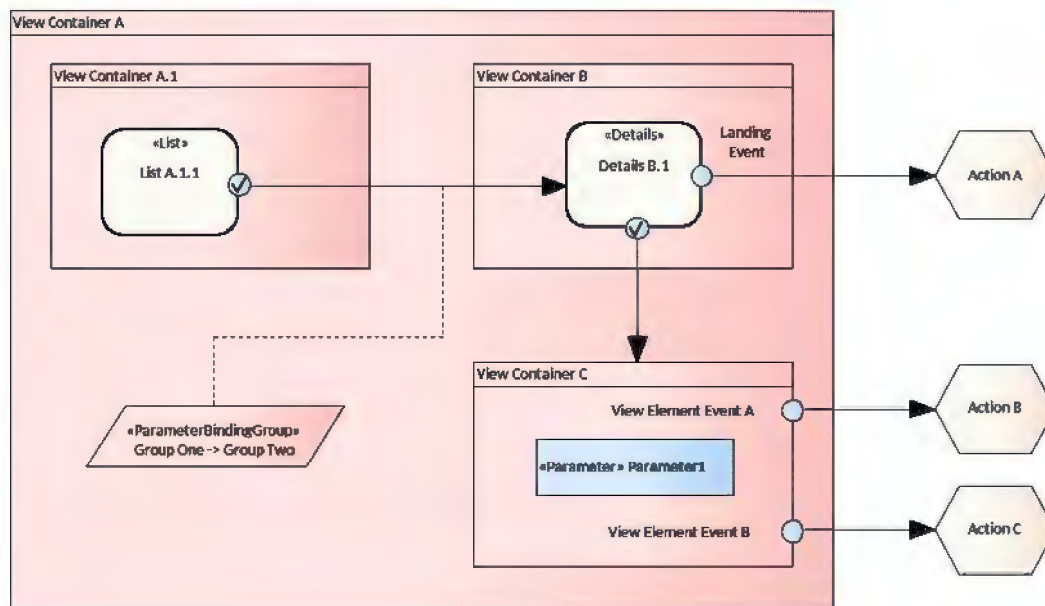 View Container A
View Container A.1
«List»
List A.1.1
View Container B
«Details»
Details B.1
Landing
Event
Action A
«ParameterBindingGroup»
Group One -> Group Two
View Container C
View Element Event A
«Parameter» Parameter1
View Element Event B
Action B
Action C